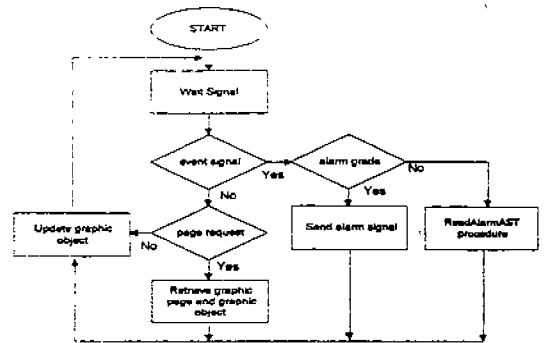 START
Wait Signal
event signal
Yes
alarm grade
No
No
Yes
Update graphic
object
No
page request
Send alarm signal
ReadAlarmAST
procedure
Yes
Retrieve graphic
page and graphic
object